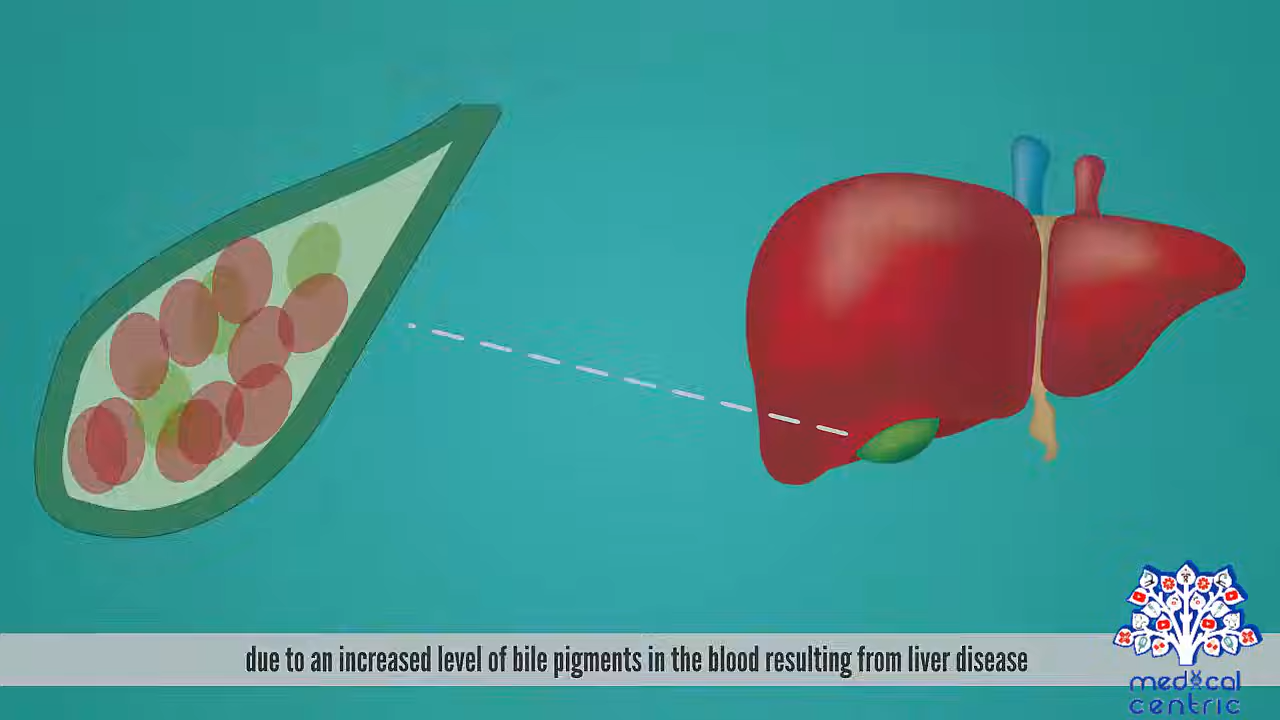 due to an increased level of bile pigments in the blood resulting from liver disease
medical
centric